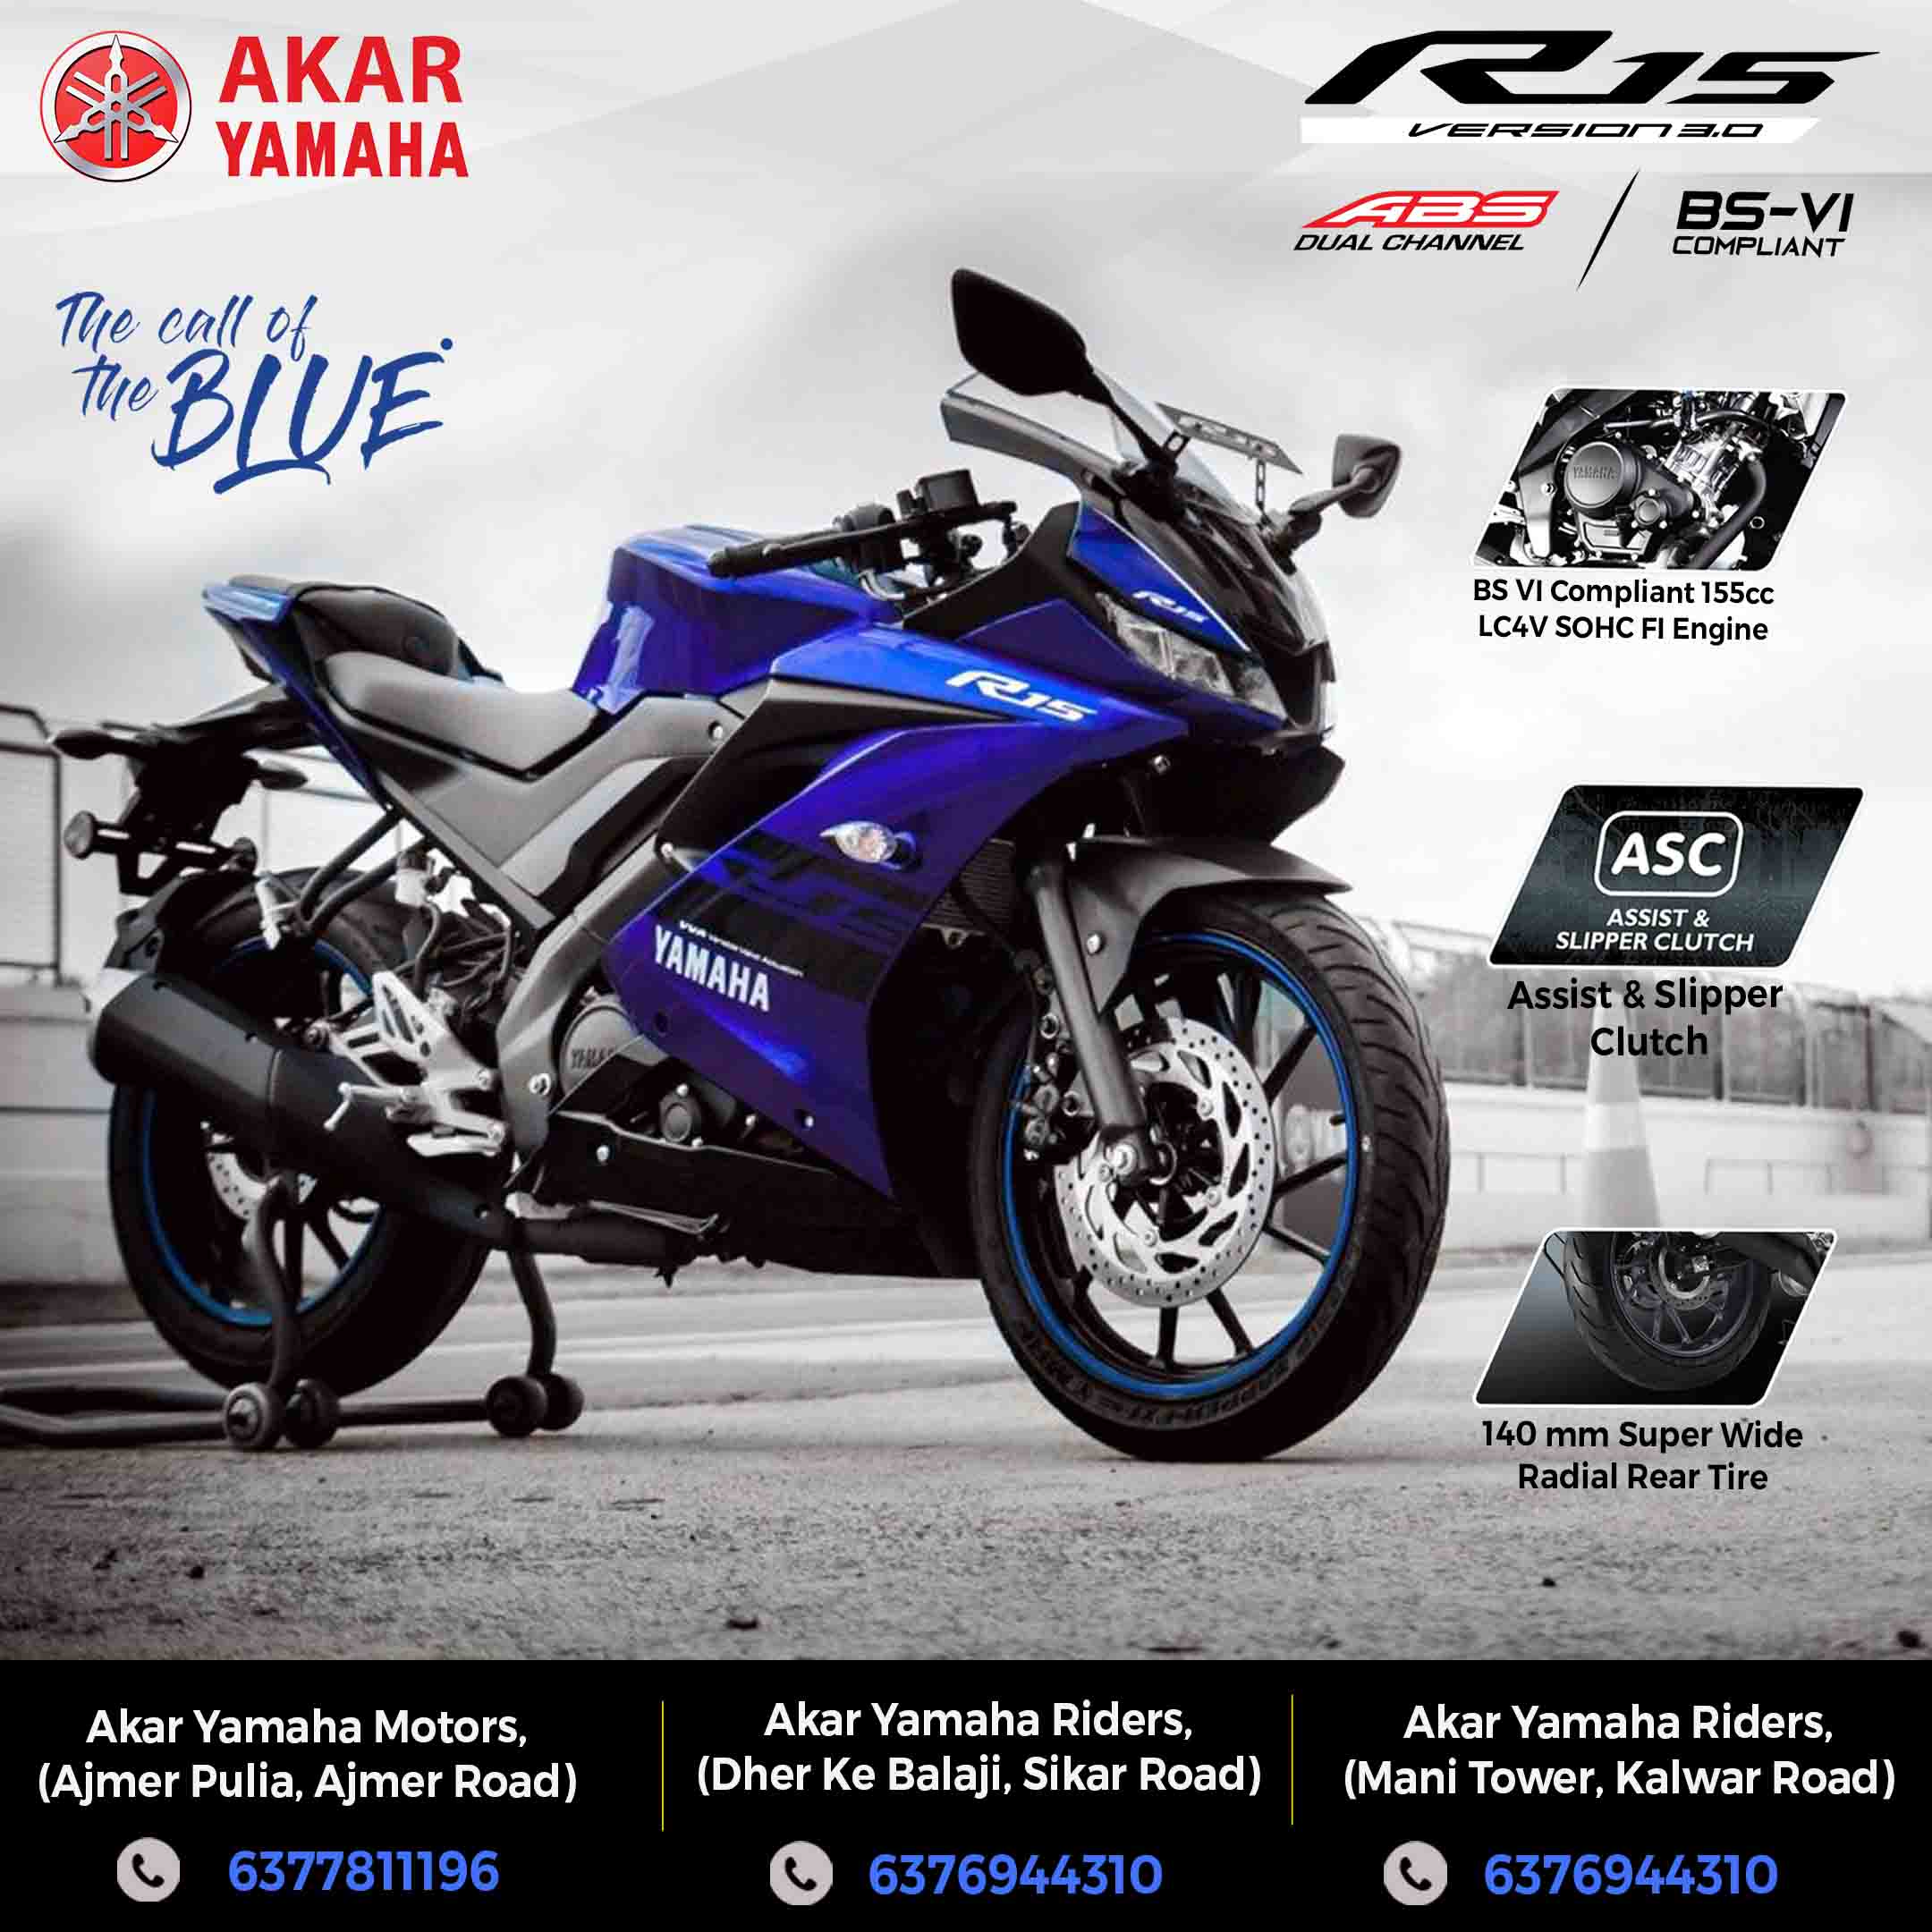 AKAR
YAMAHA
R15
VERSION 3.0
ABS
DUAL CHANNEL
BS-VI
COMPLIANT
The call of
the BLUE.
YAMAHA
BS VI Compliant 155cc
LC4V SOHC FI Engine
R15
R15
ASC
ASSIST &
SLIPPER CLUTCH
Assist & Slipper
Clutch
VVA
YAMAHA
YAMAHA
140 mm Super Wide
Radial Rear Tire
Akar Yamaha Motors,
(Ajmer Pulia, Ajmer Road)
6377811196
Akar Yamaha Riders,
(Dher Ke Balaji, Sikar Road)
6376944310
Akar Yamaha Riders,
(Mani Tower, Kalwar Road)
6376944310